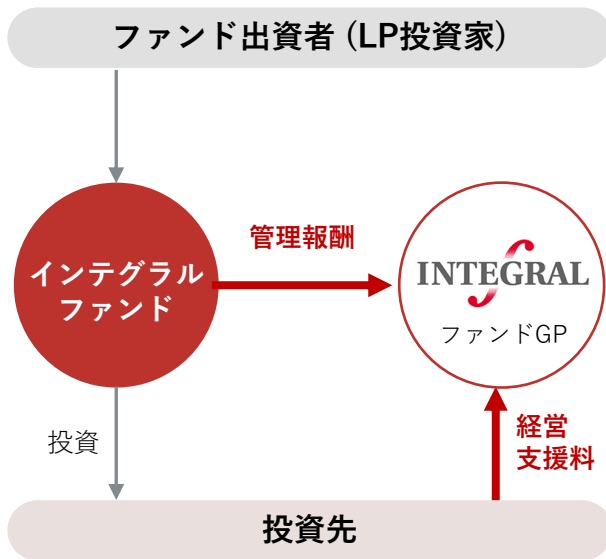 ファンド出資者 (LP投資家)
インテグラル
ファンド
管理報酬
INTEGRAL
ファンドGP
投資
経営
支援料
投資先